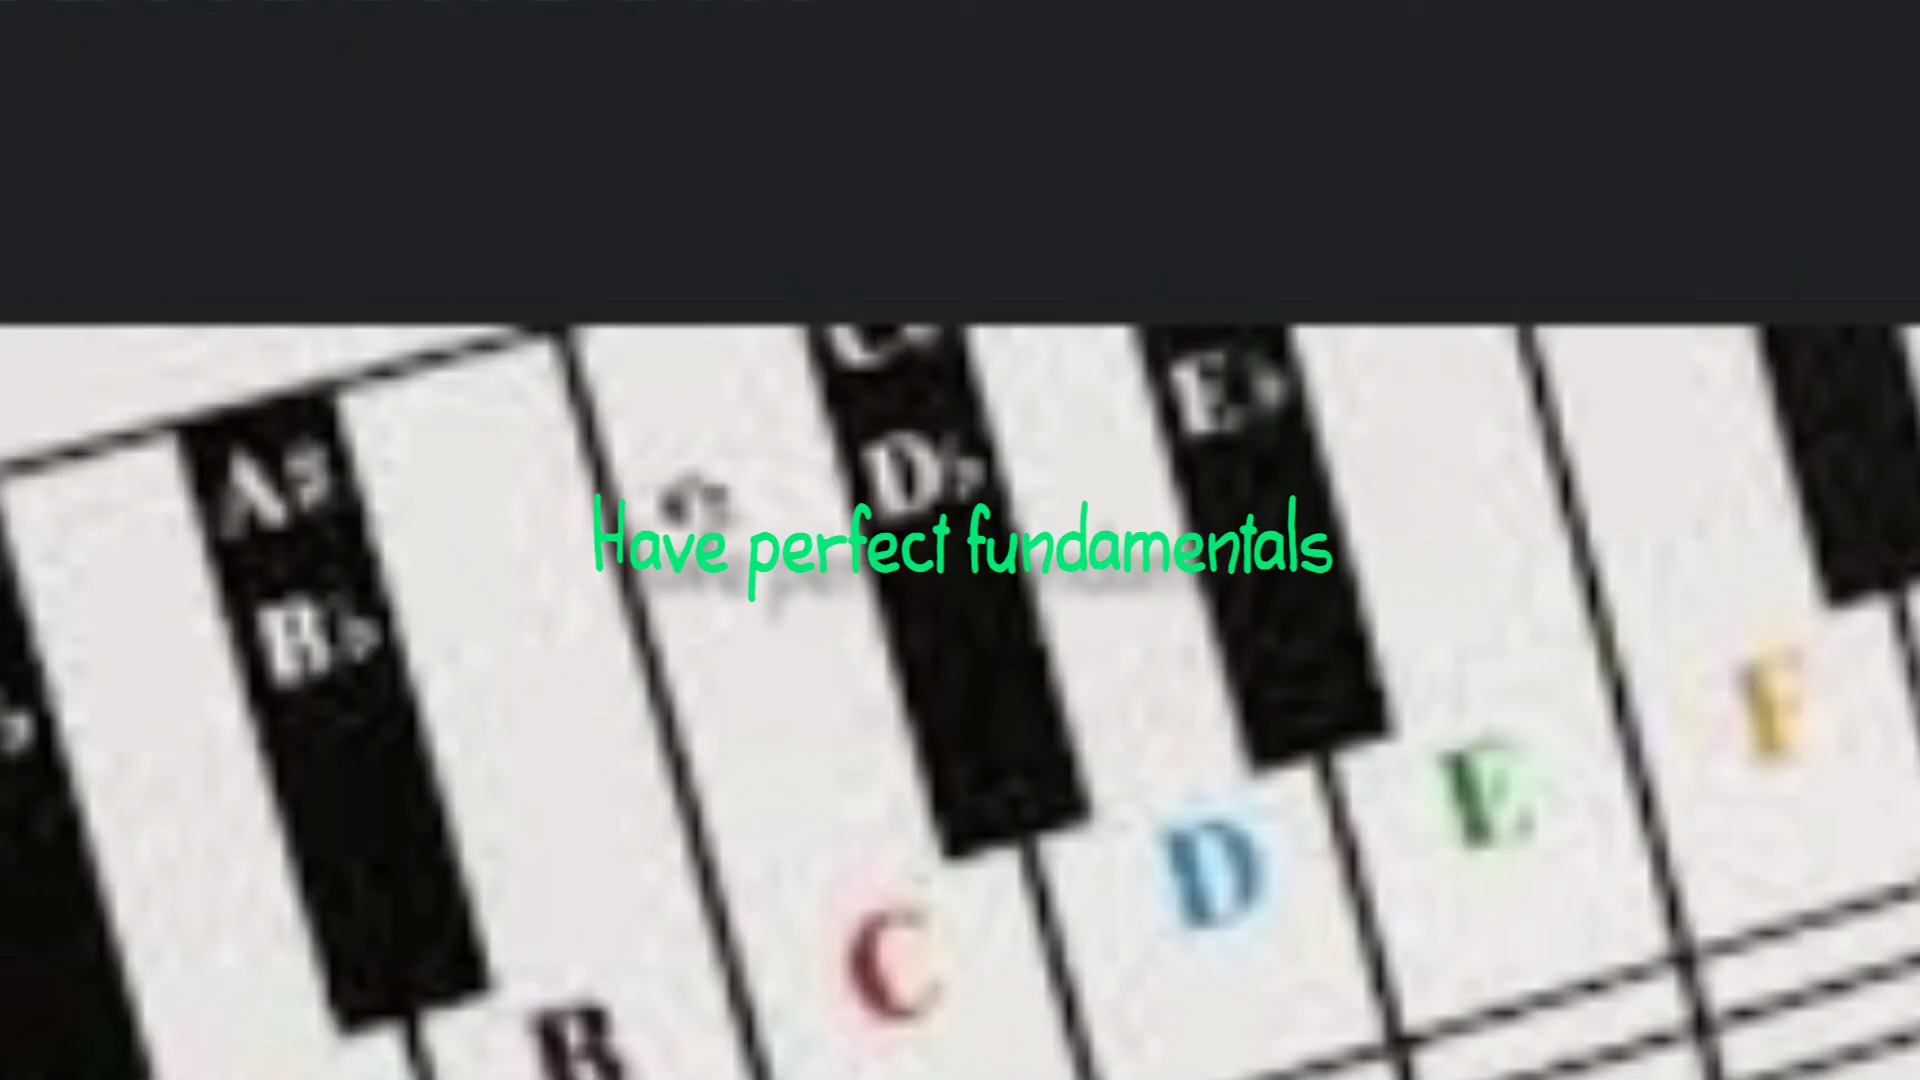 E♭
D♭
A♯
Have perfect fundamentals
B♭
F
E
D
C
B